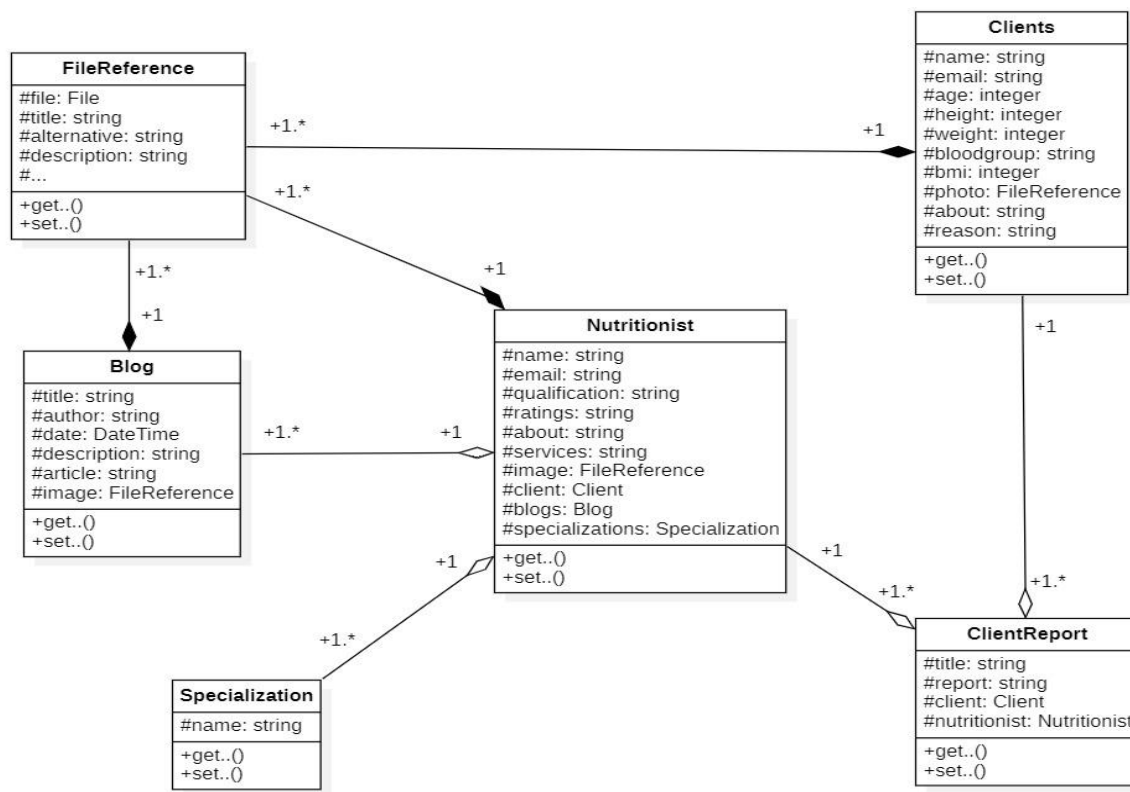 FileReference
#file: File
#title: string
#alternative: string
#description: string
#...
+get..()
+set..()
+1.*
+1
Clients
#name: string
#email: string
#age: integer
#height: integer
#weight: integer
#bloodgroup: string
#bmi: integer
#photo: FileReference
#about: string
#reason: string
+get..()
+set..()
+1.*
+1
+1.*
+1
Blog
#title: string
#author: string
#date: DateTime
#description: string
#article: string
#image: FileReference
+get..()
+set..()
+1.*
+1
Nutritionist
#name: string
#email: string
#qualification: string
#ratings: string
#about: string
#services: string
#image: FileReference
#client: Client
#blogs: Blog
#specializations: Specialization
+get..()
+set..()
+1
+1.*
+1
+1.*
+1
+1.*
Specialization
#name: string
+get..()
+set..()
ClientReport
#title: string
#report: string
#client: Client
#nutritionist: Nutritionist
+get..()
+set..()